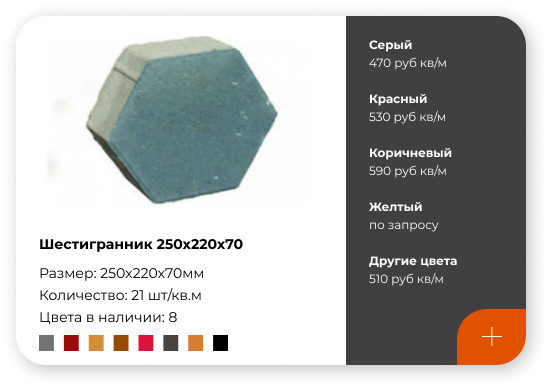 Шестигранник 250x220x70
Размер: 250x220x70мм
Количество: 21 шт/кв.м
Цвета в наличии: 8
Серый
470 руб кв/м
Красный
530 руб кв/м
Коричневый
590 руб кв/м
Желтый
по запросу
Другие цвета
510 руб кв/м